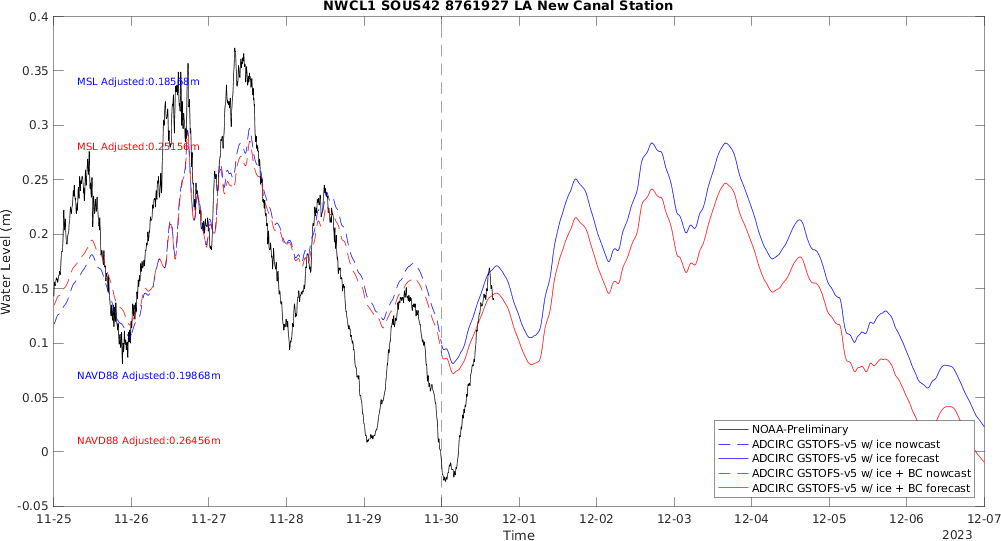 NWCL1 SOUS42 8761927 LA New Canal Station
0.4
0.35
0.3
0.25
0.2
0.15
0.1
0.05
0
-0.05
Water Level (m)
MSL Adjusted:0.18568m
MSL Adjusted:0.25156m
NAVD88 Adjusted:0.19868m
NAVD88 Adjusted:0.26456m
NOAA-Preliminary
ADCIRC GSTOFS-v5 w/ ice nowcast
ADCIRC GSTOFS-v5 w/ ice forecast
ADCIRC GSTOFS-v5 w/ ice + BC nowcast
ADCIRC GSTOFS-v5 w/ ice + BC forecast
11-25 11-26 11-27 11-28 11-29 11-30 12-01 12-02 12-03 12-04 12-05 12-06 12-07
Time
2023